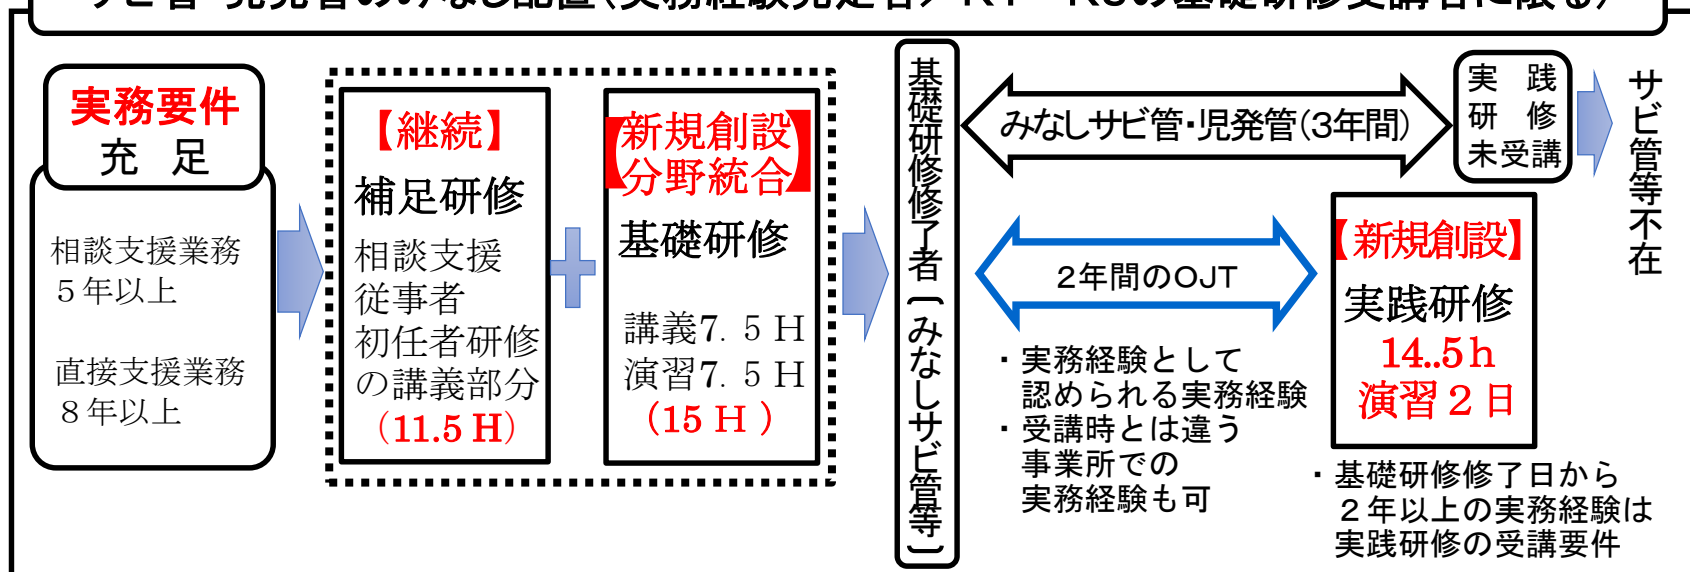 サビ管・児発管のみなし配置(実務経験充足者/R1～R3の基礎研修受講者に限る)
実務要件
充 足
相談支援業務
5年以上
直接支援業務
8年以上
【継続】
補足研修
相談支援
従事者
初任者研修
の講義部分
(11.5 H)
【新規創設
分野統合】
基礎研修
講義7. 5 H
演習7. 5 H
(15 H )
基礎研修修了者〔みなしサビ管等〕
みなしサビ管・児発管(3年間)
実 践
研 修
未受講
サビ管等不在
2年間のOJT
・実務経験として
認められる実務経験
・受講時とは違う
事業所での
実務経験も可
【新規創設】
実践研修
14..5 h
演習2日
・基礎研修修了日から
2年以上の実務経験は
実践研修の受講要件